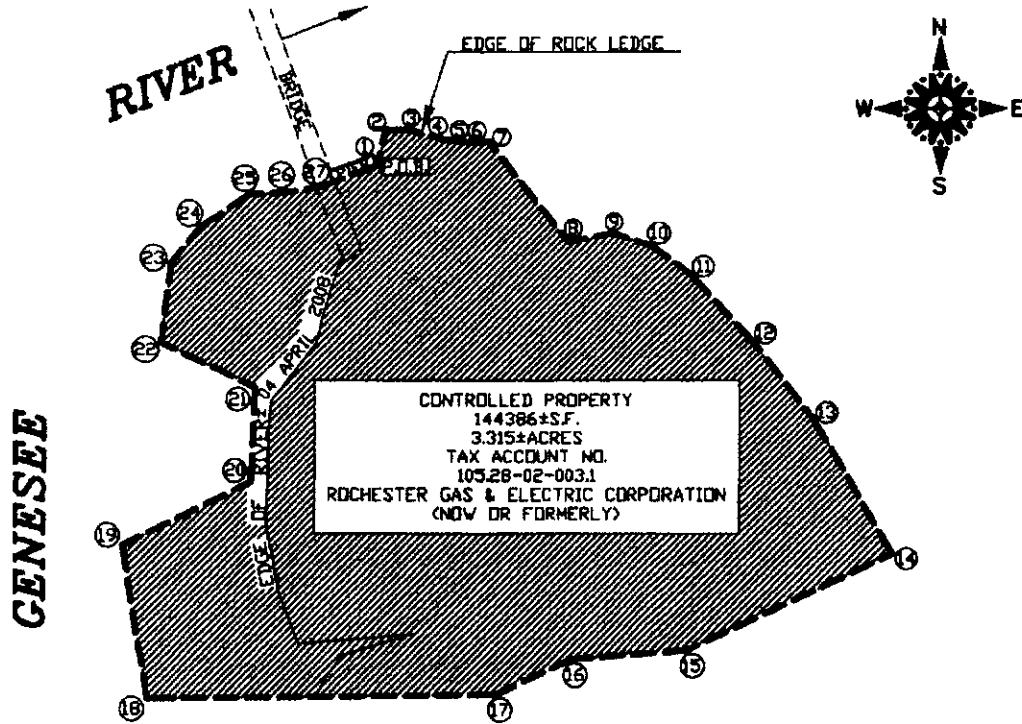 RIVER
BRIDGE
EDGE OF ROCK LEDGE
N
W E
S
1
2
3
4
5
6
7
8
9
10
11
12
13
14
15
16
17
18
19
20
21
22
23
24
25
26
27
EDGE OF RIVER: 04 APRIL 2008
CONTROLLED PROPERTY
144386±S.F.
3.315±ACRES
TAX ACCOUNT NO.
105.28-02-003.1
ROCHESTER GAS & ELECTRIC CORPORATION
(NOW OR FORMERLY)
GENESEE